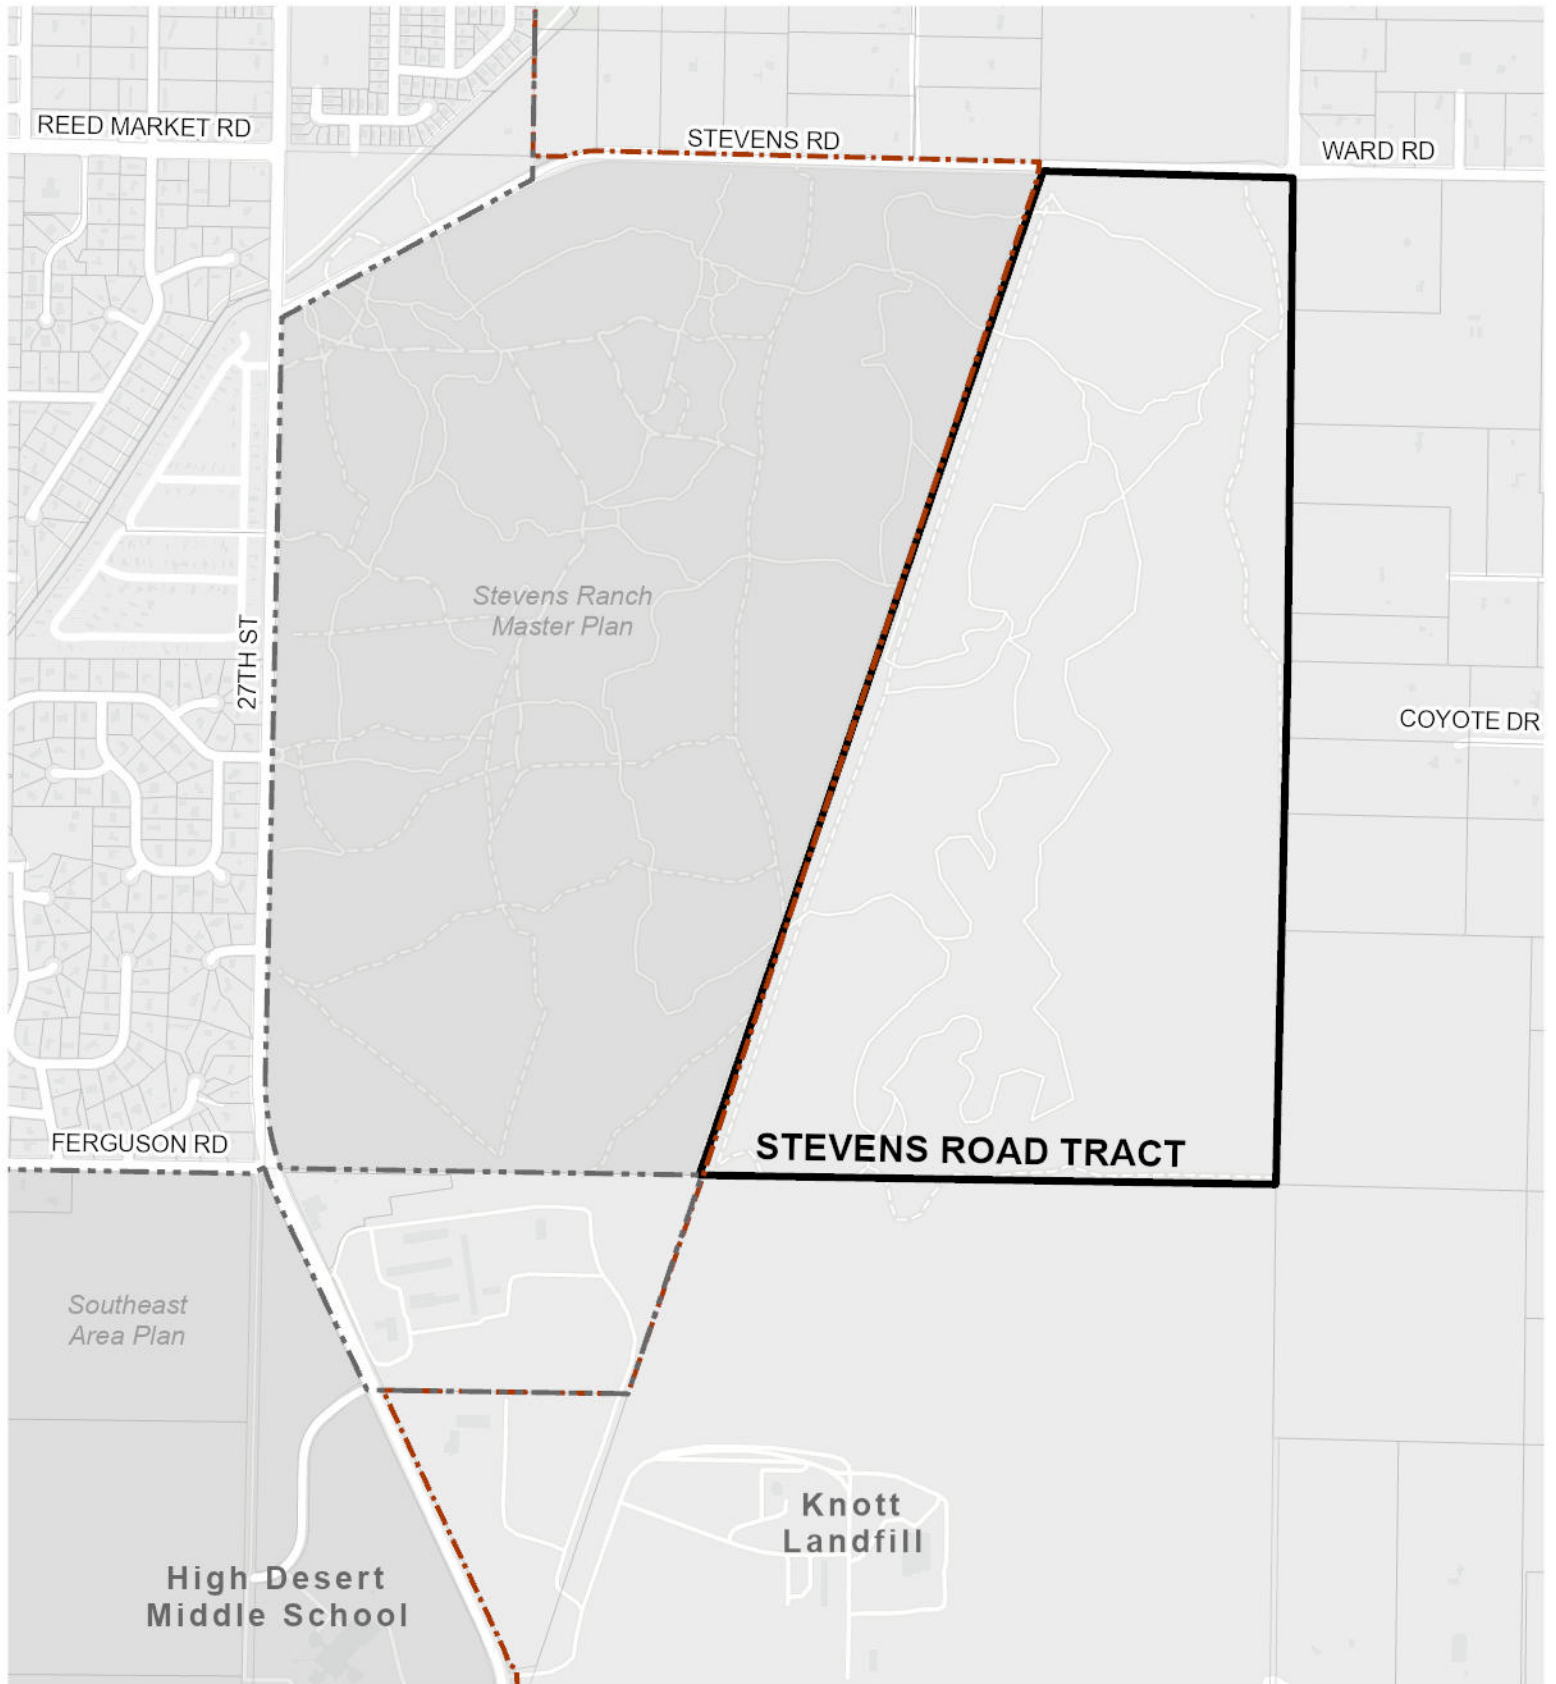 REED MARKET RD
STEVENS RD
WARD RD
Stevens Ranch
Master Plan
27TH ST
COYOTE DR
FERGUSON RD
STEVENS ROAD TRACT
Southeast
Area Plan
Knott
Landfill
High Desert
Middle School